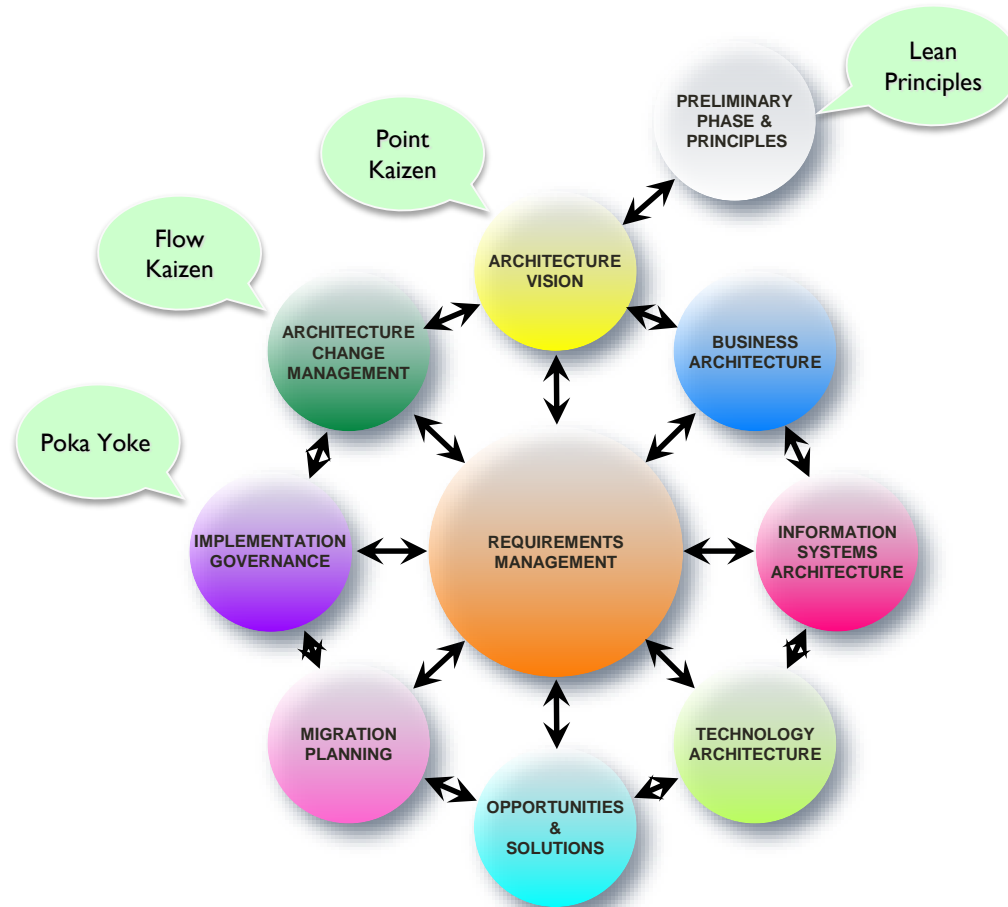 Lean
Principles
PRELIMINARY
PHASE &
PRINCIPLES
Point
Kaizen
Flow
Kaizen
ARCHITECTURE
VISION
ARCHITECTURE
CHANGE
MANAGEMENT
BUSINESS
ARCHITECTURE
Poka Yoke
IMPLEMENTATION
GOVERNANCE
REQUIREMENTS
MANAGEMENT
INFORMATION
SYSTEMS
ARCHITECTURE
MIGRATION
PLANNING
TECHNOLOGY
ARCHITECTURE
OPPORTUNITIES
&
SOLUTIONS